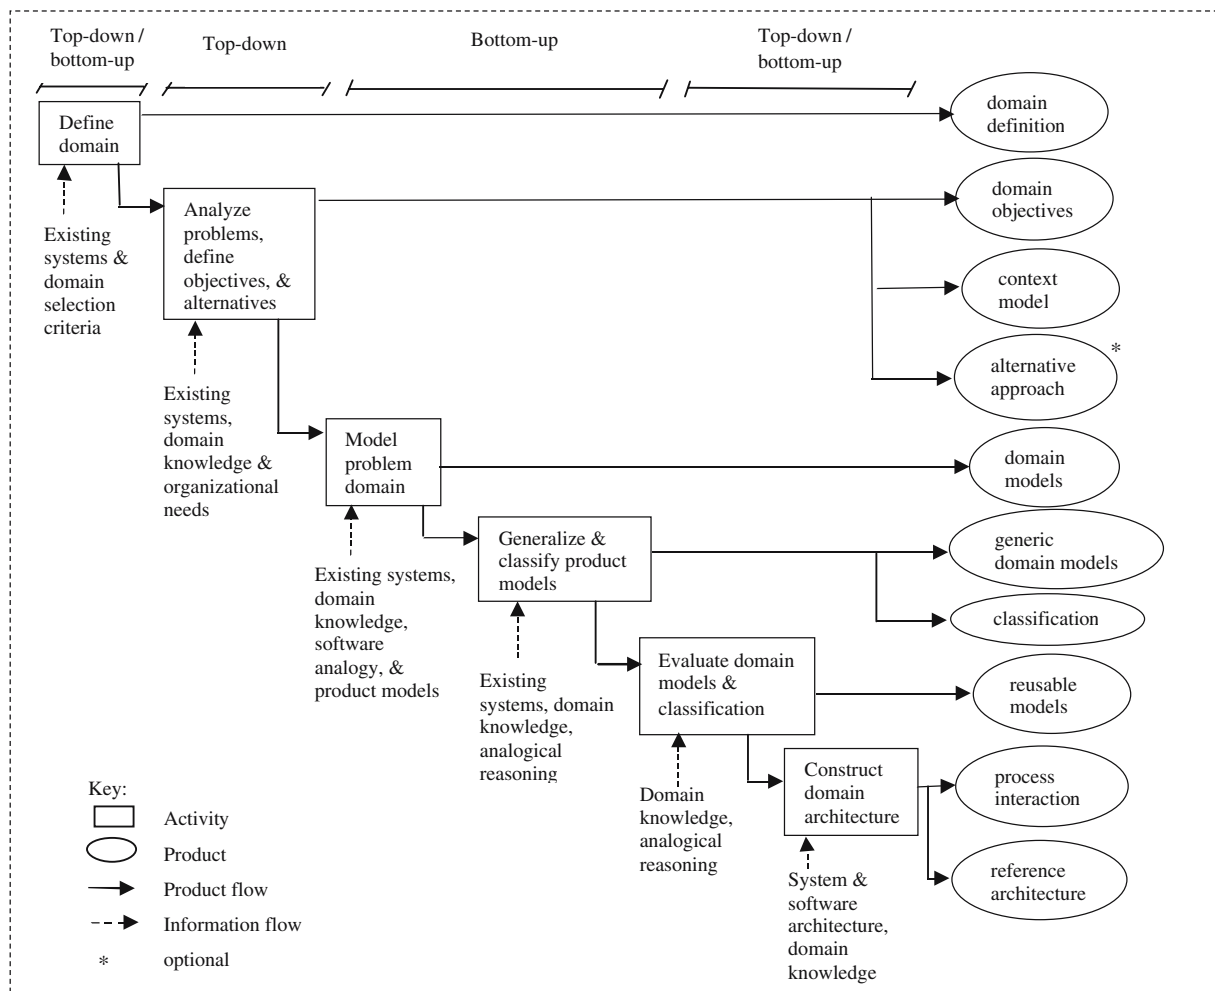 Top-down /
bottom-up
Top-down
Bottom-up
Top-down /
bottom-up
Define
domain
domain
definition
Existing
systems &
domain
selection
criteria
Analyze
problems,
define
objectives, &
alternatives
domain
objectives
context
model
alternative
approach
*
Existing
systems,
domain
knowledge &
organizational
needs
Model
problem
domain
domain
models
Existing systems,
domain
knowledge,
software
analogy, &
product models
Generalize &
classify product
models
generic
domain models
classification
Existing
systems, domain
knowledge,
analogical
reasoning
Evaluate domain
models &
classification
reusable
models
Domain
knowledge,
analogical
reasoning
Construct
domain
architecture
process
interaction
reference
architecture
System &
software
architecture,
domain
knowledge
Key:
Activity
Product
Product flow
Information flow
* optional